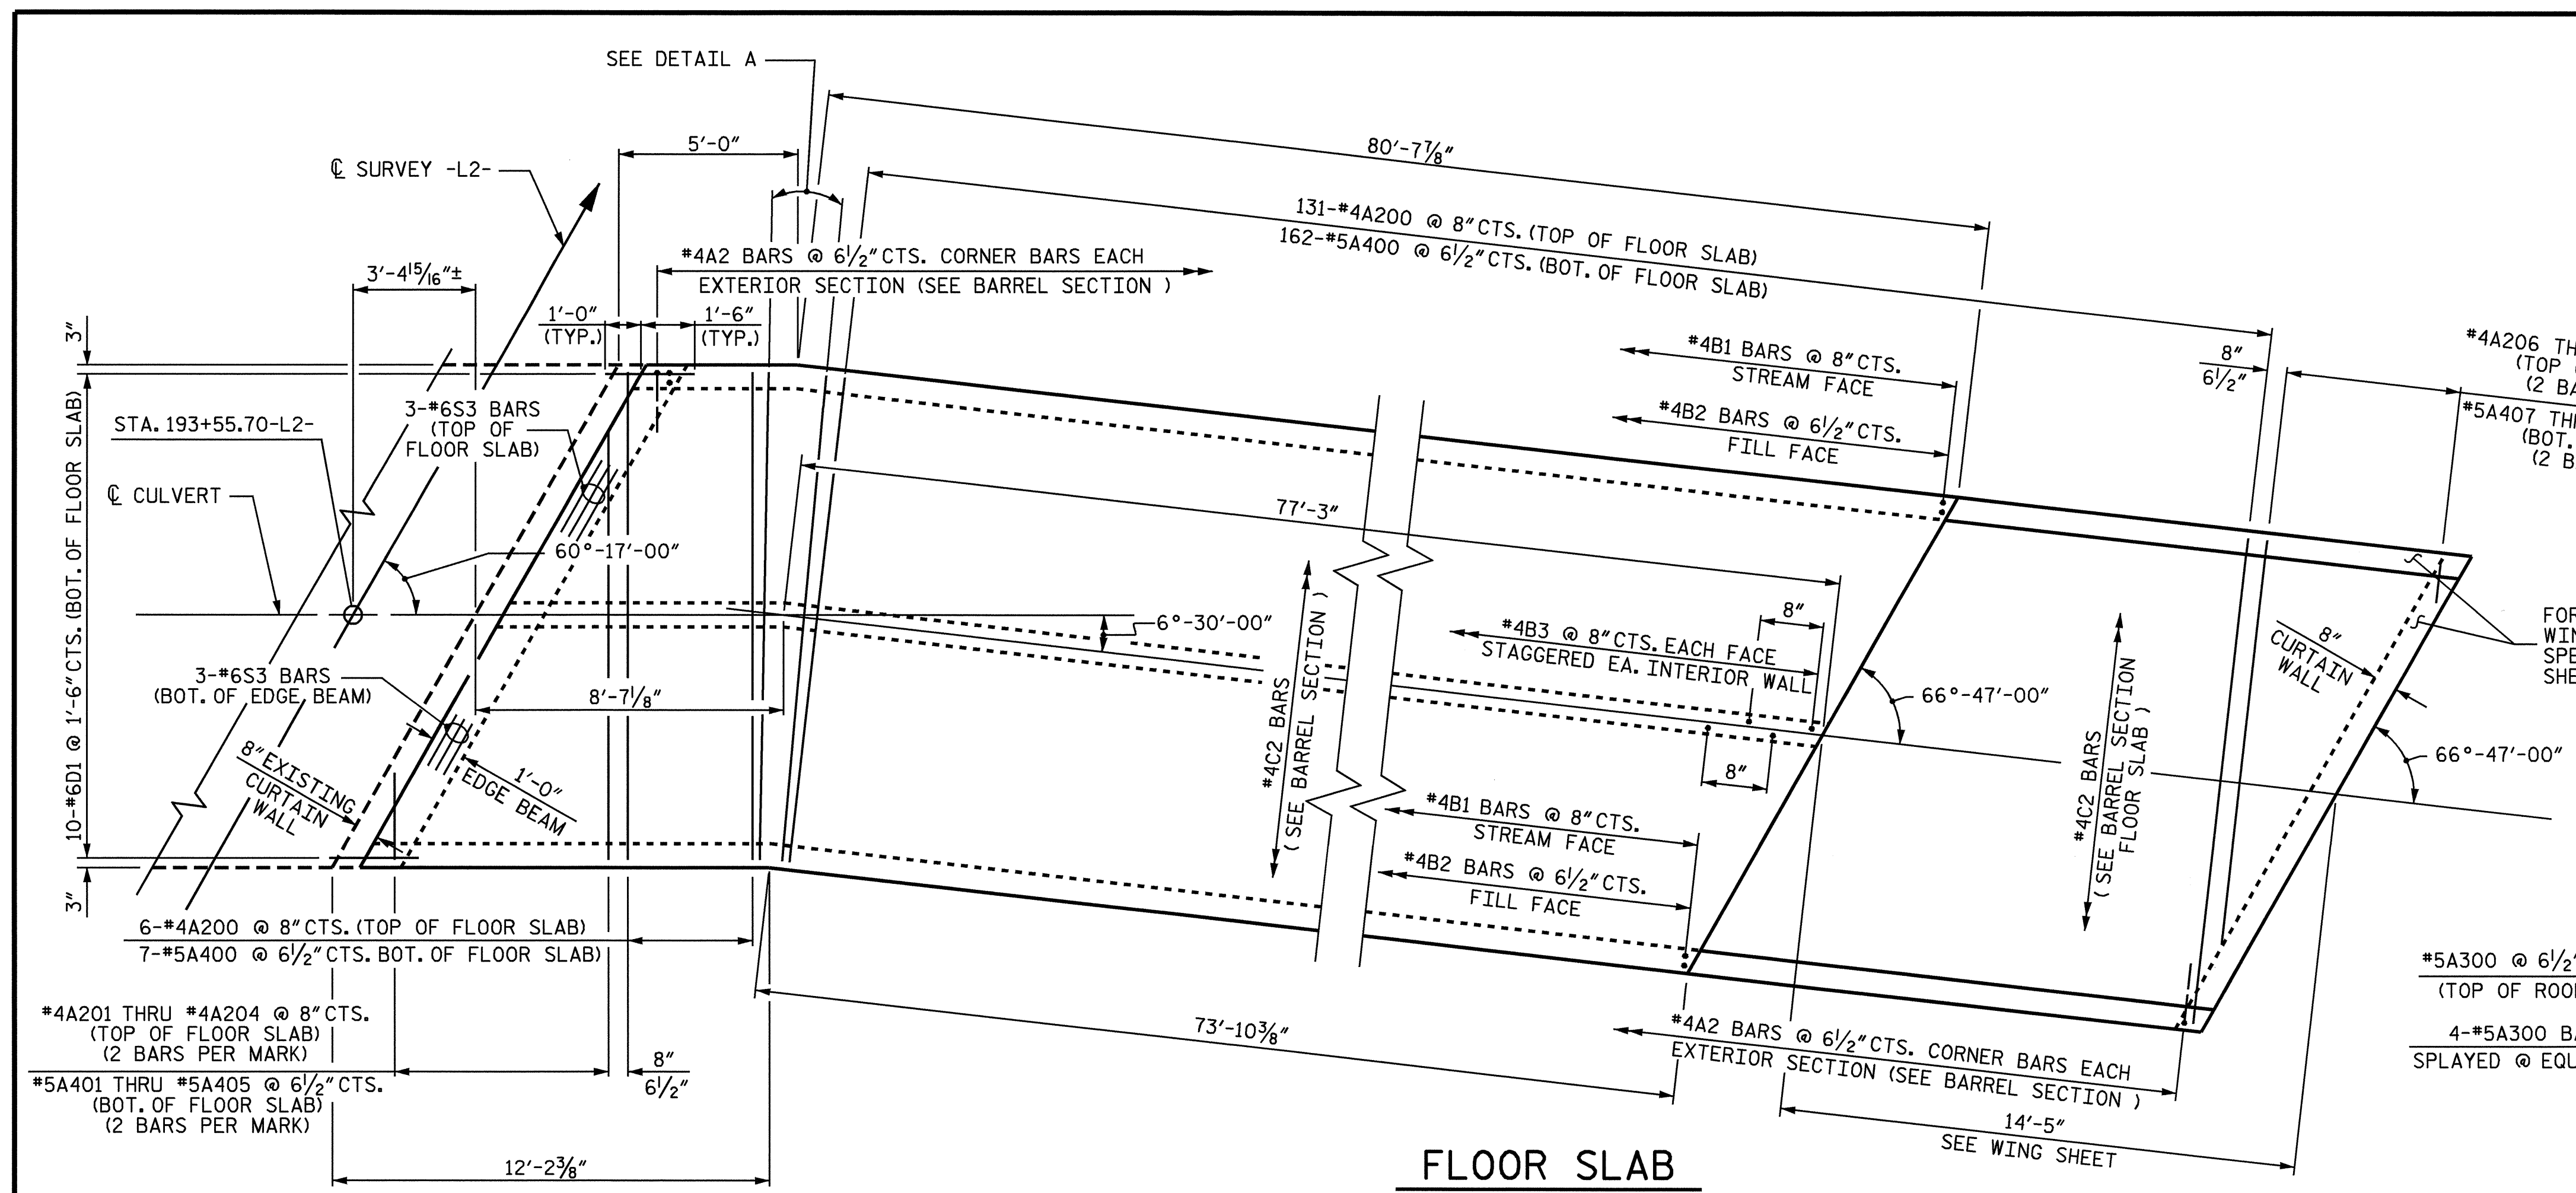 SEE DETAIL A
5'-0"
80'-7⅞"
℄ SURVEY -L2-
131-#4A200 @ 8"CTS.(TOP OF FLOOR SLAB)
162-#5A400 @ 6½"CTS.(BOT.OF FLOOR SLAB)
#4A2 BARS @ 6½"CTS. CORNER BARS EACH
EXTERIOR SECTION (SEE BARREL SECTION )
3'-4 15/16"±
1'-0"
(TYP.)
1'-6"
(TYP.)
3"
10-#6D1 @ 1'-6"CTS.(BOT.OF FLOOR SLAB)
3"
#4B1 BARS @ 8"CTS.
STREAM FACE
#4B2 BARS @ 6½"CTS.
FILL FACE
8"
6½"
#4A206 TH
(TOP
(2 BA
#5A407 TH
(BOT.
(2 B
3-#6S3 BARS
(TOP OF
FLOOR SLAB)
STA.193+55.70-L2-
℄ CULVERT
60°-17'-00"
77'-3"
6°-30'-00"
8"
#4B3 @ 8"CTS.EACH FACE
STAGGERED EA.INTERIOR WALL
8"
66°-47'-00"
8"
CURTAIN
WALL
FOR
WIN
SPE
SHE
66°-47'-00"
3-#6S3 BARS
(BOT.OF EDGE BEAM)
8'-7⅛"
8"EXISTING
CURTAIN
WALL
1'-0"
EDGE BEAM
#4C2 BARS
( SEE BARREL SECTION )
#4C2 BARS
( SEE BARREL SECTION
FLOOR SLAB )
#4B1 BARS @ 8"CTS.
STREAM FACE
#4B2 BARS @ 6½"CTS.
FILL FACE
6-#4A200 @ 8"CTS.(TOP OF FLOOR SLAB)
7-#5A400 @ 6½"CTS.BOT.OF FLOOR SLAB)
#4A201 THRU #4A204 @ 8"CTS.
(TOP OF FLOOR SLAB)
(2 BARS PER MARK)
#5A401 THRU #5A405 @ 6½"CTS.
(BOT.OF FLOOR SLAB)
(2 BARS PER MARK)
8"
6½"
12'-2⅜"
73'-10⅜"
#4A2 BARS @ 6½"CTS. CORNER BARS EACH
EXTERIOR SECTION (SEE BARREL SECTION )
14'-5"
SEE WING SHEET
#5A300 @ 6½"
(TOP OF ROO
4-#5A300 BA
SPLAYED @ EQU
FLOOR SLAB